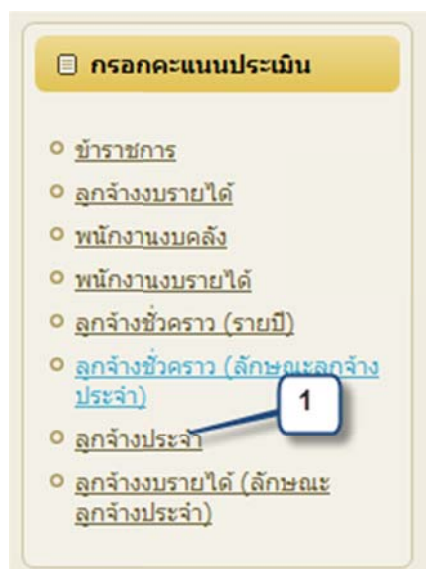 กรอกคะแนนประเมิน
ข้าราชการ
ลูกจ้างงบรายได้
พนักงานงบคลัง
พนักงานงบรายได้
ลูกจ้างชั่วคราว (รายปี)
ลูกจ้างชั่วคราว (ลักษณะลูกจ้าง
ประจำ)
1
ลูกจ้างประจำ
ลูกจ้างงบรายได้ (ลักษณะ
ลูกจ้างประจำ)